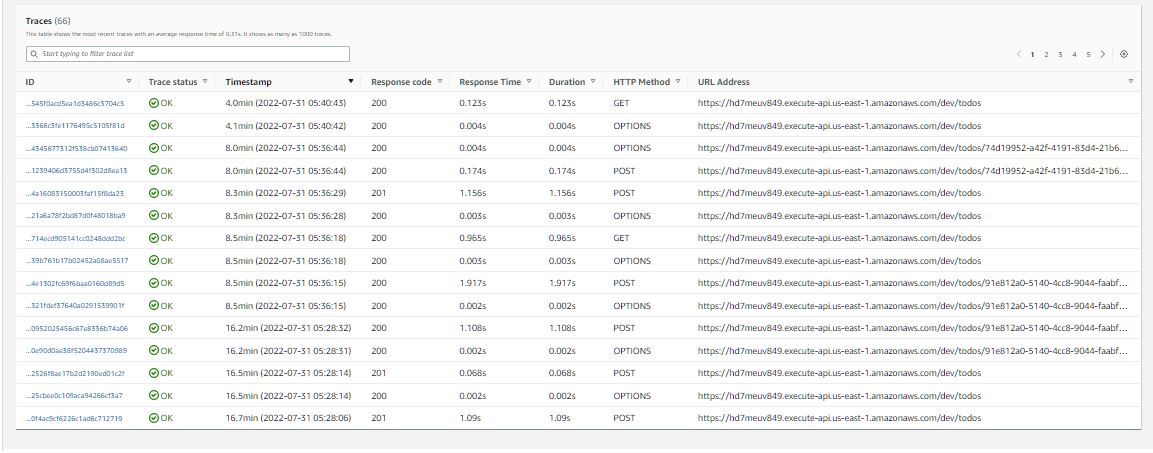 Traces (66)
This table shows the most recent traces with an average response time of 0.31s. It shows as many as 1000 traces.
Start typing to filter trace list
1 2 3 4 5
ID Trace status Timestamp Response code Response Time Duration HTTP Method URL Address
...545f0acd5ea1d3486c3704c5 OK 4.0min (2022-07-31 05:40:43) 200 0.123s 0.123s GET https://hd7meuv849.execute-api.us-east-1.amazonaws.com/dev/todos
...3368c3fe1176495c5105f81d OK 4.1min (2022-07-31 05:40:42) 200 0.004s 0.004s OPTIONS https://hd7meuv849.execute-api.us-east-1.amazonaws.com/dev/todos
...4345677312f538cb07413640 OK 8.0min (2022-07-31 05:36:44) 200 0.004s 0.004s OPTIONS https://hd7meuv849.execute-api.us-east-1.amazonaws.com/dev/todos/74d19952-a42f-4191-83d4-21b6...
...1239406d3755d4f302d8ea13 OK 8.0min (2022-07-31 05:36:44) 200 0.174s 0.174s POST https://hd7meuv849.execute-api.us-east-1.amazonaws.com/dev/todos/74d19952-a42f-4191-83d4-21b6...
...4a16083150003faf15f8da23 OK 8.3min (2022-07-31 05:36:29) 201 1.156s 1.156s POST https://hd7meuv849.execute-api.us-east-1.amazonaws.com/dev/todos
...21a6a78f2bd87d0f48018ba9 OK 8.3min (2022-07-31 05:36:28) 200 0.003s 0.003s OPTIONS https://hd7meuv849.execute-api.us-east-1.amazonaws.com/dev/todos
...714ecd905141cc0248ddd2bc OK 8.5min (2022-07-31 05:36:18) 200 0.965s 0.965s GET https://hd7meuv849.execute-api.us-east-1.amazonaws.com/dev/todos
...39b761b17b02452a08ae5517 OK 8.5min (2022-07-31 05:36:18) 200 0.003s 0.003s OPTIONS https://hd7meuv849.execute-api.us-east-1.amazonaws.com/dev/todos
...4e1302fc69f6baa0160d89d5 OK 8.5min (2022-07-31 05:36:15) 200 1.917s 1.917s POST https://hd7meuv849.execute-api.us-east-1.amazonaws.com/dev/todos/91e812a0-5140-4cc8-9044-faabf...
...321fdef37640a0291539901f OK 8.5min (2022-07-31 05:36:15) 200 0.002s 0.002s OPTIONS https://hd7meuv849.execute-api.us-east-1.amazonaws.com/dev/todos/91e812a0-5140-4cc8-9044-faabf...
...0952025456c67e8336b74a06 OK 16.2min (2022-07-31 05:28:32) 200 1.108s 1.108s POST https://hd7meuv849.execute-api.us-east-1.amazonaws.com/dev/todos/91e812a0-5140-4cc8-9044-faabf...
...0e90d0ae38f5204437370989 OK 16.2min (2022-07-31 05:28:31) 200 0.002s 0.002s OPTIONS https://hd7meuv849.execute-api.us-east-1.amazonaws.com/dev/todos/91e812a0-5140-4cc8-9044-faabf...
...2526f8ae17b2d2190ed01c2f OK 16.5min (2022-07-31 05:28:14) 201 0.068s 0.068s POST https://hd7meuv849.execute-api.us-east-1.amazonaws.com/dev/todos
...25cbee0c109aca94266cf3a7 OK 16.5min (2022-07-31 05:28:14) 200 0.002s 0.002s OPTIONS https://hd7meuv849.execute-api.us-east-1.amazonaws.com/dev/todos
...0f4ac9cf6226c1ad6c712719 OK 16.7min (2022-07-31 05:28:06) 201 1.09s 1.09s POST https://hd7meuv849.execute-api.us-east-1.amazonaws.com/dev/todos